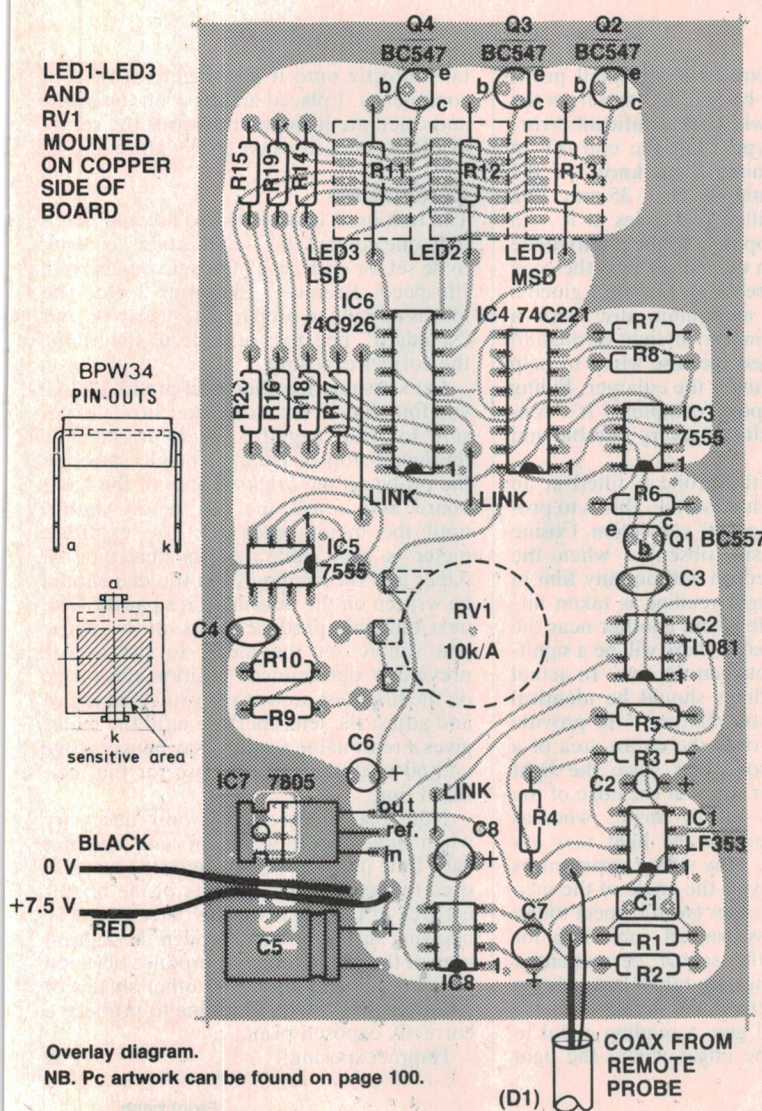 LED1-LED3
AND
RV1
MOUNTED
ON COPPER
SIDE OF
BOARD
Q4
BC547
Q3
BC547
Q2
BC547
e
b
c
e
b
c
e
b
c
R15
R19
R14
R11
R12
R13
LED3
LSD
LED2
LED1
MSD
IC6
74C926
IC4 74C221
R7
R8
BPW34
PIN-OUTS
a
k
R20
R16
R18
R17
IC3
7555
1
1
1
LINK
LINK
R6
e
c
b
Q1 BC557
1
IC5
7555
C3
a
k
sensitive area
C4
RV1
10k/A
IC2
TL081
R10
R9
R5
C6
+
R3
IC7
7805
LINK
C2
+
out
ref.
in
R4
IC1
LF353
1
C8
+
BLACK
0 V
+7.5 V
RED
C1
C5
+
C7
+
R1
R2
IC8
1
COAX FROM
REMOTE
PROBE
(D1)
Overlay diagram.
NB. Pc artwork can be found on page 100.